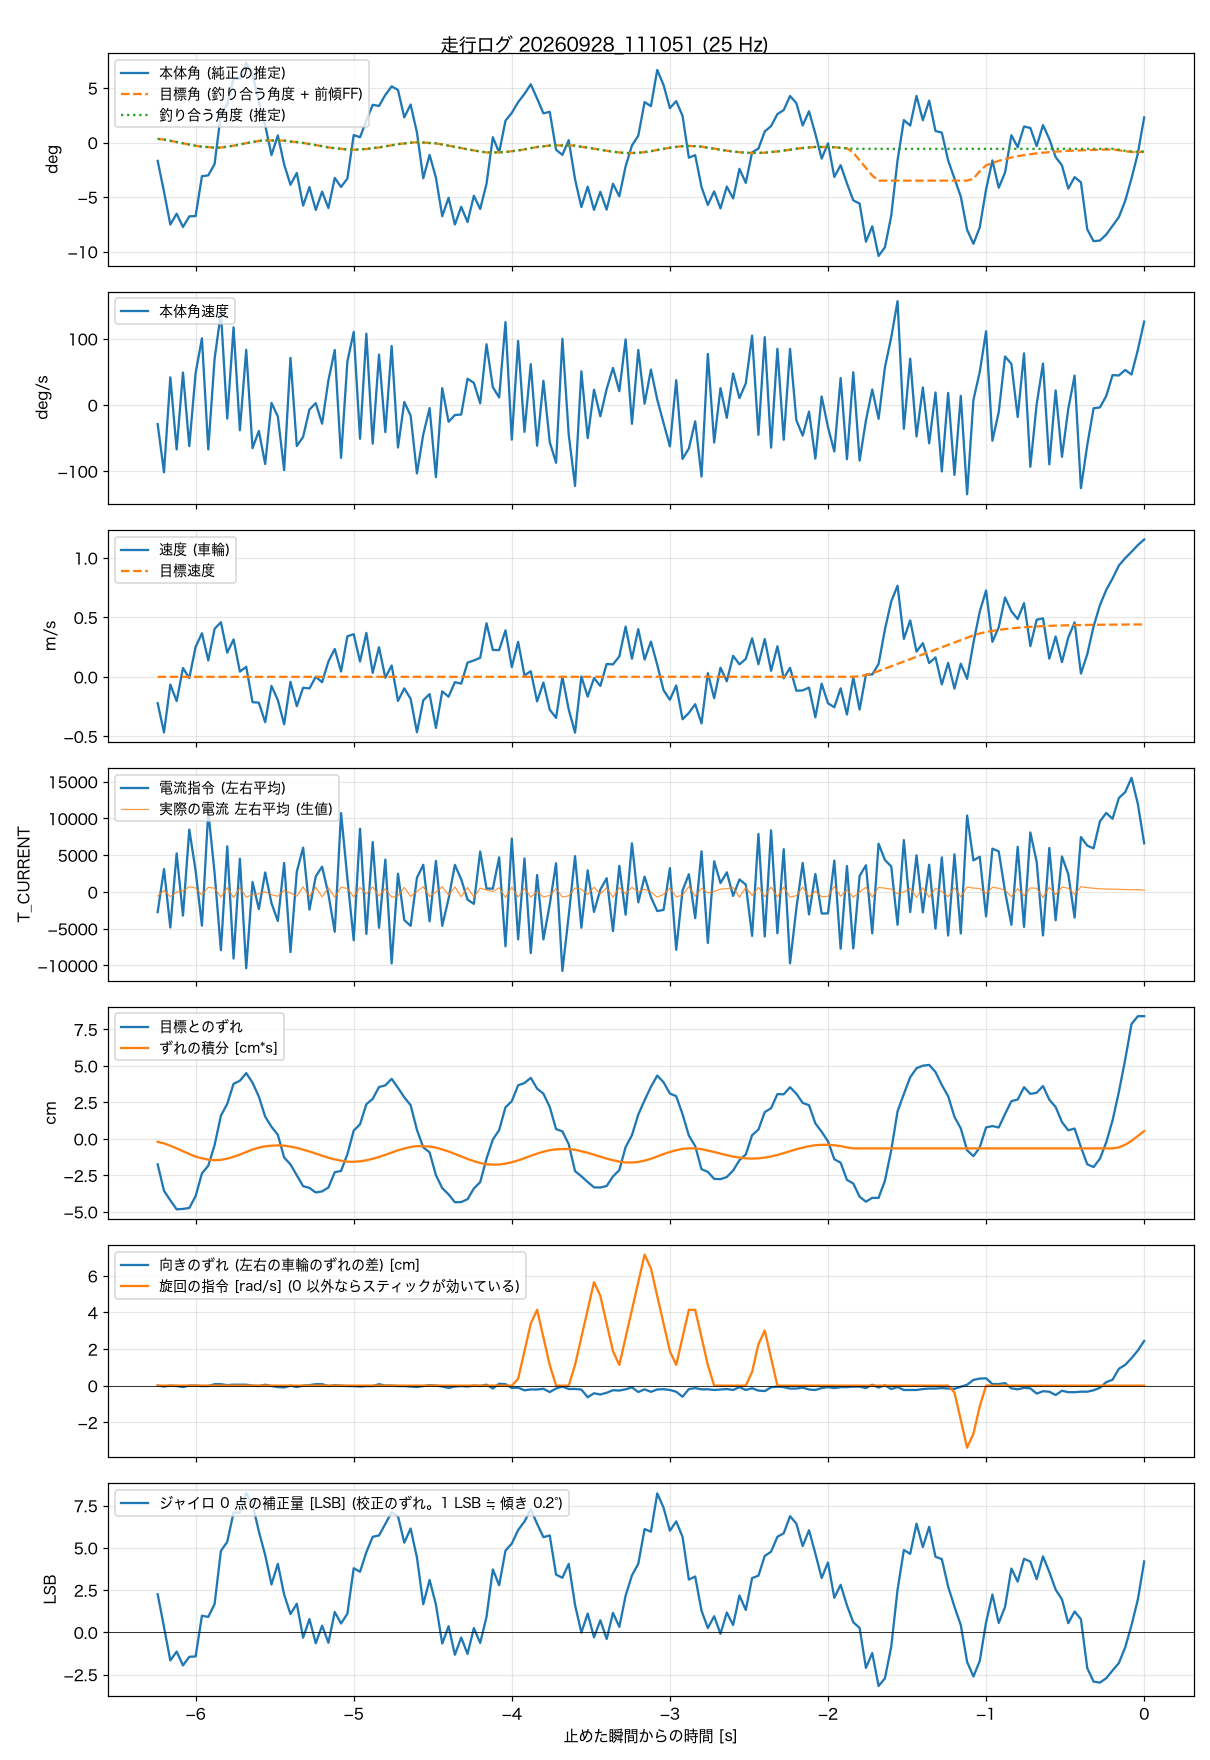 走行ログ 20260928_111051 (25 Hz)
本体角 (純正の推定)
目標角 (釣り合う角度 + 前傾FF)
釣り合う角度 (推定)
deg
5
0
−5
−10
本体角速度
deg/s
100
0
−100
速度 (車輪)
目標速度
m/s
1.0
0.5
0.0
−0.5
電流指令 (左右平均)
実際の電流 左右平均 (生値)
T_CURRENT
15000
10000
5000
0
−5000
−10000
目標とのずれ
ずれの積分 [cm*s]
cm
7.5
5.0
2.5
0.0
−2.5
−5.0
向きのずれ (左右の車輪のずれの差) [cm]
旋回の指令 [rad/s] (0 以外ならスティックが効いている)
6
4
2
0
−2
ジャイロ 0 点の補正量 [LSB] (校正のずれ。1 LSB ≒ 傾き 0.2°)
LSB
7.5
5.0
2.5
0.0
−2.5
−6 −5 −4 −3 −2 −1 0
止めた瞬間からの時間 [s]